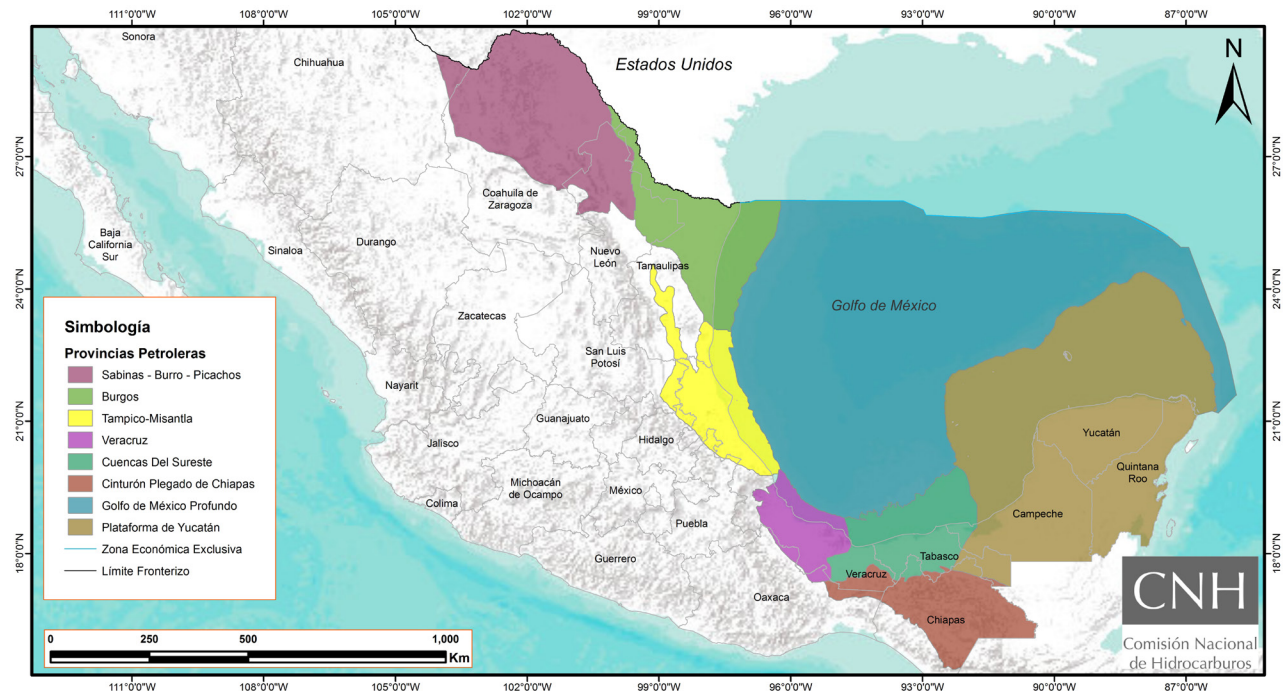 111°0'0"W 108°0'0"W 105°0'0"W 102°0'0"W 99°0'0"W 96°0'0"W 93°0'0"W 90°0'0"W 87°0'0"W
Sonora
Chihuahua
Estados Unidos
N
27°0'0"N
27°0'0"N
Coahuila de
Zaragoza
Baja
California
Sur
Sinaloa
Durango
Nuevo
León
Tamaulipas
24°0'0"N
24°0'0"N
Golfo de México
Zacatecas
San Luis
Potosí
Nayarit
Guanajuato
21°0'0"N
21°0'0"N
Jalisco
Hidalgo
Yucatán
Quintana
Roo
Michoacán
de Ocampo
México
Colima
Campeche
Puebla
Guerrero
Tabasco
18°0'0"N
18°0'0"N
Veracruz
Oaxaca
Chiapas
Simbología
Provincias Petroleras
Sabinas - Burro - Picachos
Burgos
Tampico-Misantla
Veracruz
Cuencas Del Sureste
Cinturón Plegado de Chiapas
Golfo de México Profundo
Plataforma de Yucatán
Zona Económica Exclusiva
Límite Fronterizo
0 250 500 1,000
Km
CNH
Comisión Nacional
de Hidrocarburos
111°0'0"W 108°0'0"W 105°0'0"W 102°0'0"W 99°0'0"W 96°0'0"W 93°0'0"W 90°0'0"W 87°0'0"W